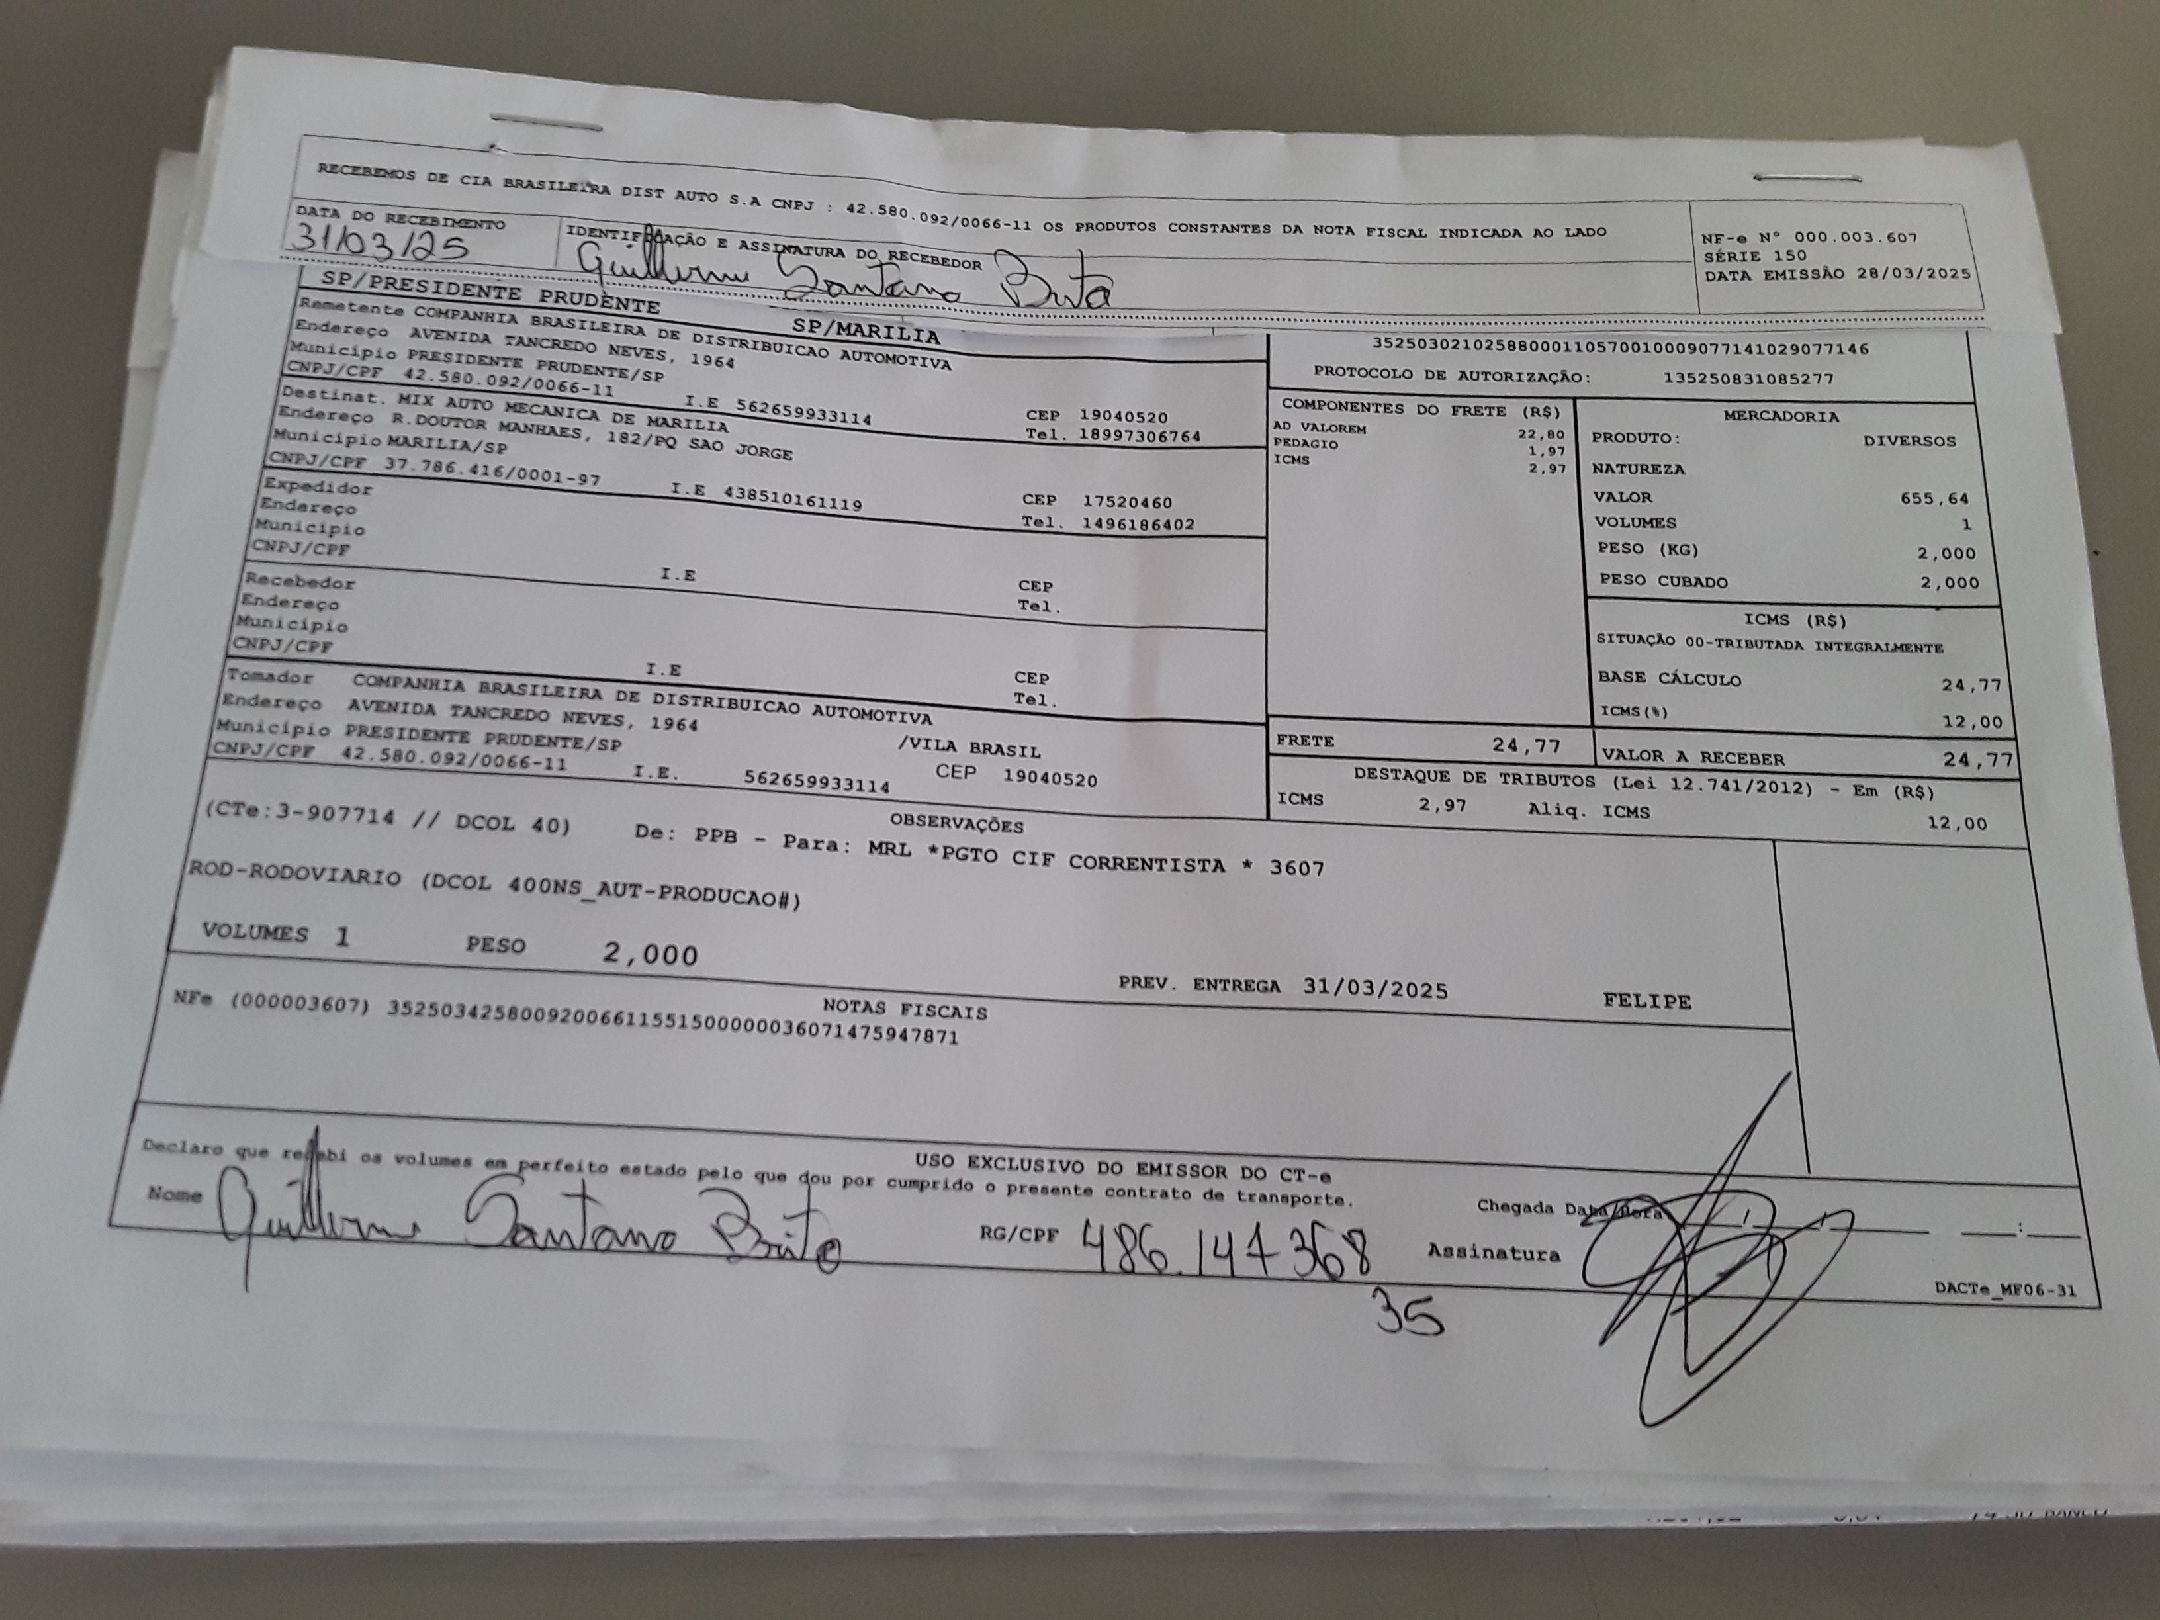 RECEBEMOS DE CIA BRASILEIRA DIST AUTO S.A CNPJ : 42.580.092/0066-11 OS PRODUTOS CONSTANTES DA NOTA FISCAL INDICADA AO LADO
NF-e N° 000.003.607
SÉRIE 150
DATA EMISSÃO 28/03/2025
DATA DO RECEBIMENTO
31/03/25
IDENTIFICAÇÃO E ASSINATURA DO RECEBEDOR
Guilherme Santana Brito
SP/PRESIDENTE PRUDENTE SP/MARILIA
Remetente COMPANHIA BRASILEIRA DE DISTRIBUICAO AUTOMOTIVA
Endereço AVENIDA TANCREDO NEVES, 1964
Município PRESIDENTE PRUDENTE/SP CEP 19040520
CNPJ/CPF 42.580.092/0066-11 I.E 562659933114 Tel. 18997306764
Destinat. MIX AUTO MECANICA DE MARILIA
Endereço R.DOUTOR MANHAES, 182/PQ SAO JORGE
Município MARILIA/SP CEP 17520460
CNPJ/CPF 37.786.416/0001-97 I.E 438510161119 Tel. 1496186402
Expedidor
Endereço
Município CEP
CNPJ/CPF I.E Tel.
Recebedor
Endereço
Município CEP
CNPJ/CPF I.E Tel.
Tomador COMPANHIA BRASILEIRA DE DISTRIBUICAO AUTOMOTIVA
Endereço AVENIDA TANCREDO NEVES, 1964 /VILA BRASIL
Município PRESIDENTE PRUDENTE/SP CEP 19040520
CNPJ/CPF 42.580.092/0066-11 I.E. 562659933114
35250302102588000110570010009077141029077146
PROTOCOLO DE AUTORIZAÇÃO: 135250831085277
COMPONENTES DO FRETE (R$)
AD VALOREM 22,80
PEDAGIO 1,97
ICMS 2,97
MERCADORIA
PRODUTO: DIVERSOS
NATUREZA
VALOR 655,64
VOLUMES 1
PESO (KG) 2,000
PESO CUBADO 2,000
ICMS (R$)
SITUAÇÃO 00-TRIBUTADA INTEGRALMENTE
BASE CÁLCULO 24,77
ICMS(%) 12,00
FRETE 24,77 VALOR A RECEBER 24,77
DESTAQUE DE TRIBUTOS (Lei 12.741/2012) - Em (R$)
ICMS 2,97 Aliq. ICMS 12,00
OBSERVAÇÕES
(CTe:3-907714 // DCOL 40) De: PPB - Para: MRL *PGTO CIF CORRENTISTA * 3607
ROD-RODOVIARIO (DCOL 400NS_AUT-PRODUCAO#)
VOLUMES 1 PESO 2,000 PREV. ENTREGA 31/03/2025 FELIPE
NOTAS FISCAIS
NFe (000003607) 35250342580092006611551500000036071475947871
USO EXCLUSIVO DO EMISSOR DO CT-e
Declaro que recebi os volumes em perfeito estado pelo que dou por cumprido o presente contrato de transporte.
Chegada Data/Hora
Nome Guilherme Santana Brito RG/CPF 486.147 368 Assinatura
35
DACTe_MF06-31